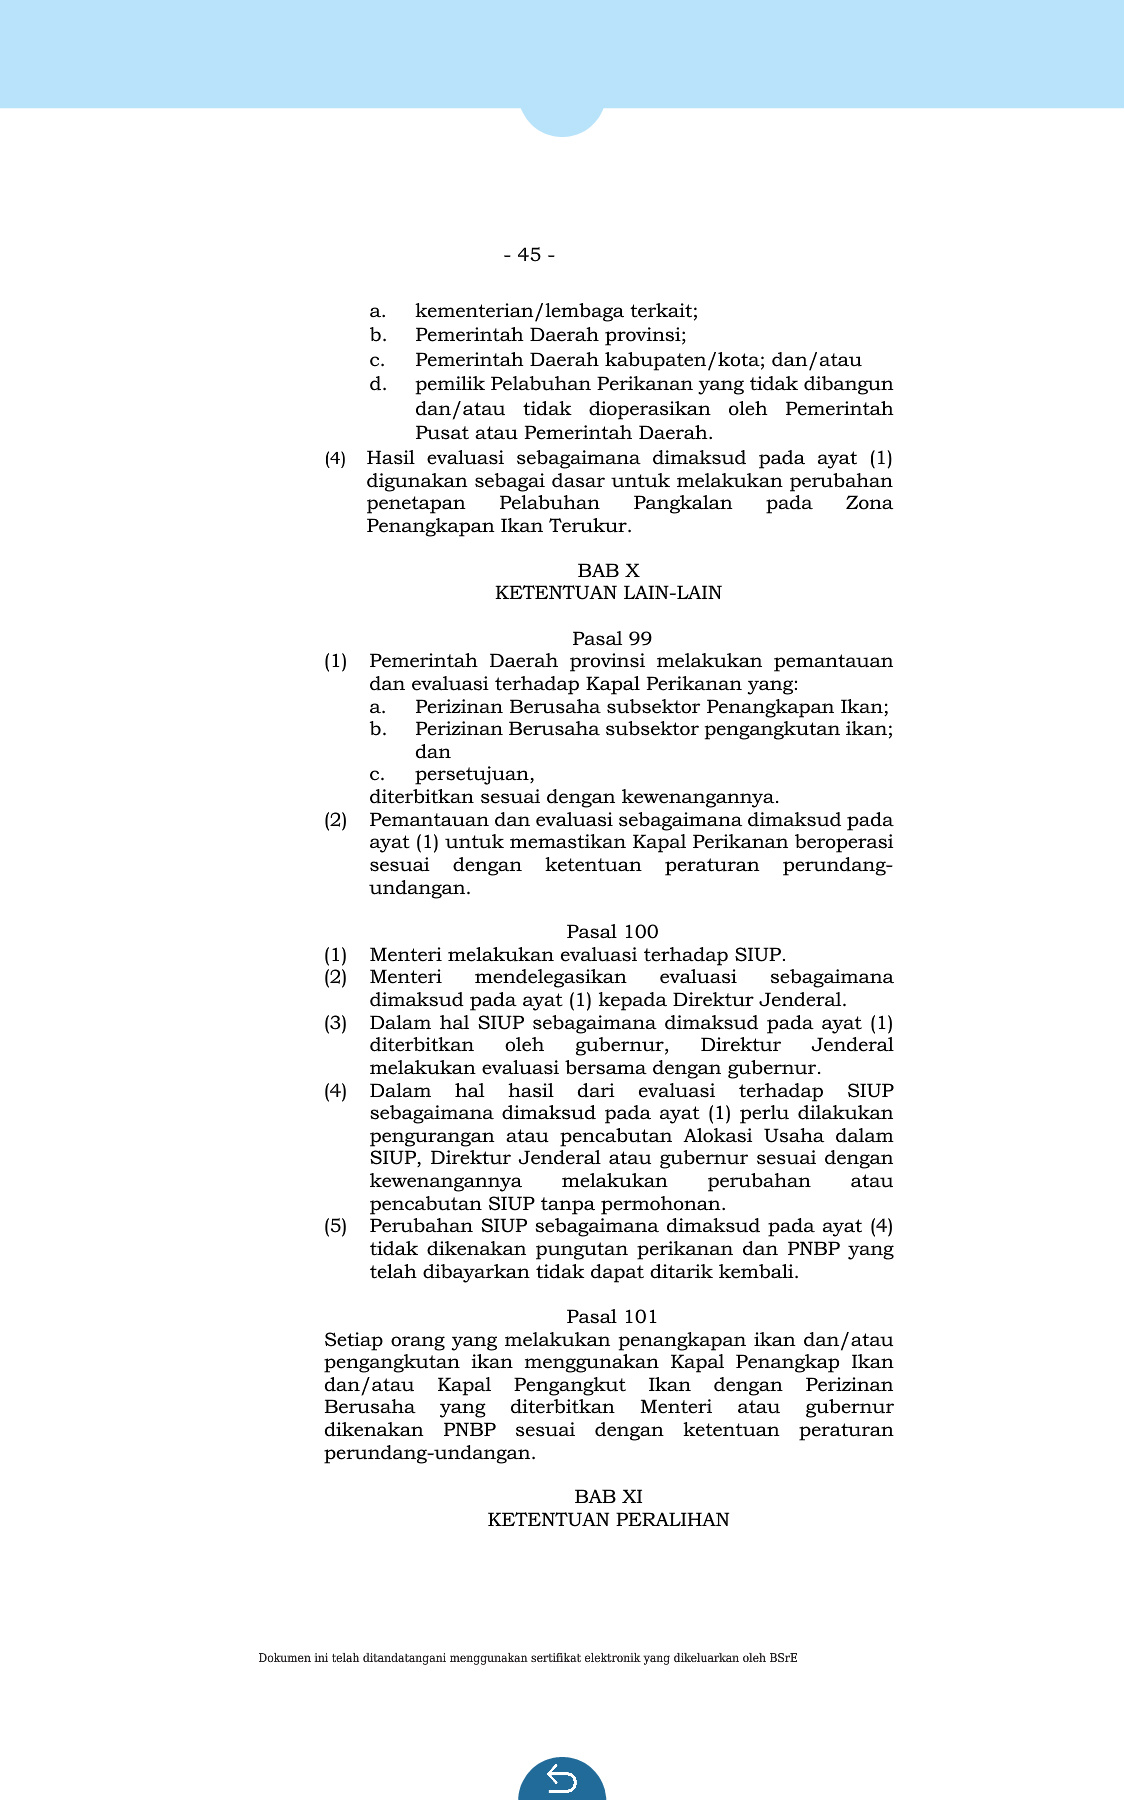 - 45 -
a. kementerian/lembaga terkait;
b. Pemerintah Daerah provinsi;
c. Pemerintah Daerah kabupaten/kota; dan/atau
d. pemilik Pelabuhan Perikanan yang tidak dibangun
dan/atau tidak dioperasikan oleh Pemerintah
Pusat atau Pemerintah Daerah.
(4) Hasil evaluasi sebagaimana dimaksud pada ayat (1)
digunakan sebagai dasar untuk melakukan perubahan
penetapan Pelabuhan Pangkalan pada Zona
Penangkapan Ikan Terukur.
BAB X
KETENTUAN LAIN-LAIN
Pasal 99
(1) Pemerintah Daerah provinsi melakukan pemantauan
dan evaluasi terhadap Kapal Perikanan yang:
a. Perizinan Berusaha subsektor Penangkapan Ikan;
b. Perizinan Berusaha subsektor pengangkutan ikan;
dan
c. persetujuan,
diterbitkan sesuai dengan kewenangannya.
(2) Pemantauan dan evaluasi sebagaimana dimaksud pada
ayat (1) untuk memastikan Kapal Perikanan beroperasi
sesuai dengan ketentuan peraturan perundang-
undangan.
Pasal 100
(1) Menteri melakukan evaluasi terhadap SIUP.
(2) Menteri mendelegasikan evaluasi sebagaimana
dimaksud pada ayat (1) kepada Direktur Jenderal.
(3) Dalam hal SIUP sebagaimana dimaksud pada ayat (1)
diterbitkan oleh gubernur, Direktur Jenderal
melakukan evaluasi bersama dengan gubernur.
(4) Dalam hal hasil dari evaluasi terhadap SIUP
sebagaimana dimaksud pada ayat (1) perlu dilakukan
pengurangan atau pencabutan Alokasi Usaha dalam
SIUP, Direktur Jenderal atau gubernur sesuai dengan
kewenangannya melakukan perubahan atau
pencabutan SIUP tanpa permohonan.
(5) Perubahan SIUP sebagaimana dimaksud pada ayat (4)
tidak dikenakan pungutan perikanan dan PNBP yang
telah dibayarkan tidak dapat ditarik kembali.
Pasal 101
Setiap orang yang melakukan penangkapan ikan dan/atau
pengangkutan ikan menggunakan Kapal Penangkap Ikan
dan/atau Kapal Pengangkut Ikan dengan Perizinan
Berusaha yang diterbitkan Menteri atau gubernur
dikenakan PNBP sesuai dengan ketentuan peraturan
perundang-undangan.
BAB XI
KETENTUAN PERALIHAN
Dokumen ini telah ditandatangani menggunakan sertifikat elektronik yang dikeluarkan oleh BSrE